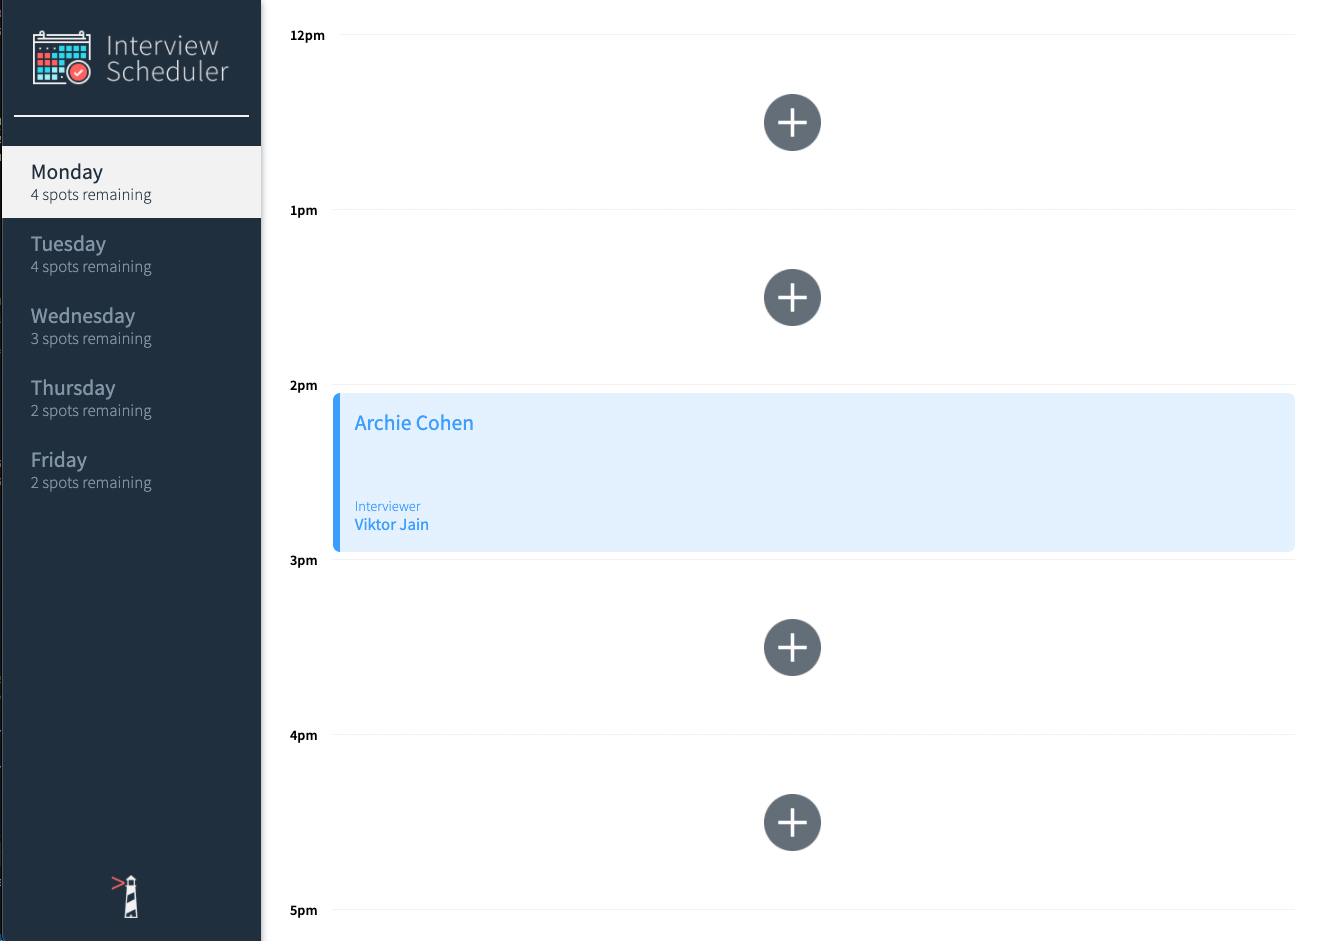 Interview
Scheduler
Monday
4 spots remaining
Tuesday
4 spots remaining
Wednesday
3 spots remaining
Thursday
2 spots remaining
Friday
2 spots remaining
12pm
1pm
2pm
Archie Cohen
Interviewer
Viktor Jain
3pm
4pm
5pm